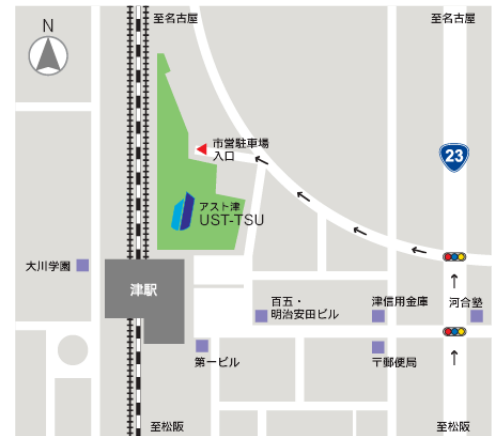 至名古屋
至名古屋
N
市営駐車場
入口
23
アスト津
UST-TSU
大川学園
津駅
百五・
明治安田ビル
津信用金庫
河合塾
第一ビル
〒郵便局
至松阪
至松阪